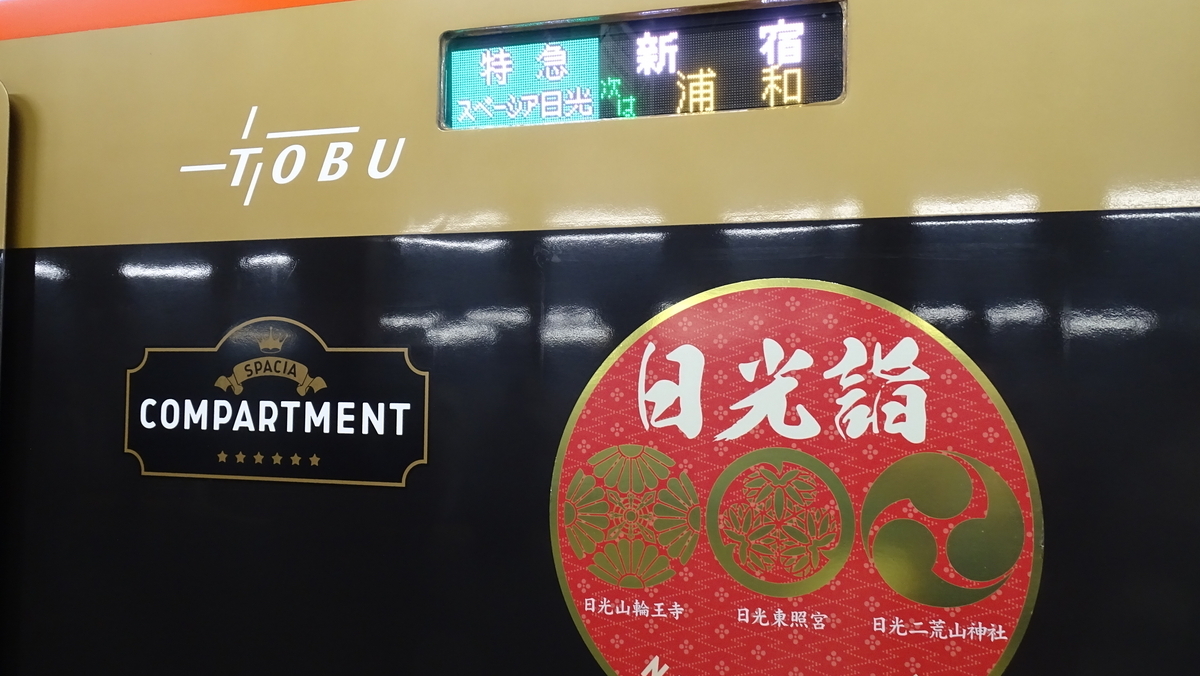 特急 新宿
スペーシア日光 次は 浦和
TOBU
SPACIA
COMPARTMENT
日光詣
日光山輪王寺
日光東照宮
日光二荒山神社
N